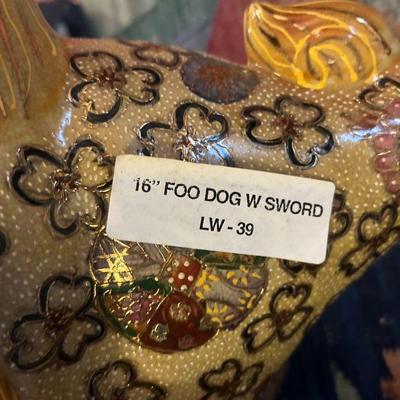 16" FOO DOG W SWORD
LW - 39